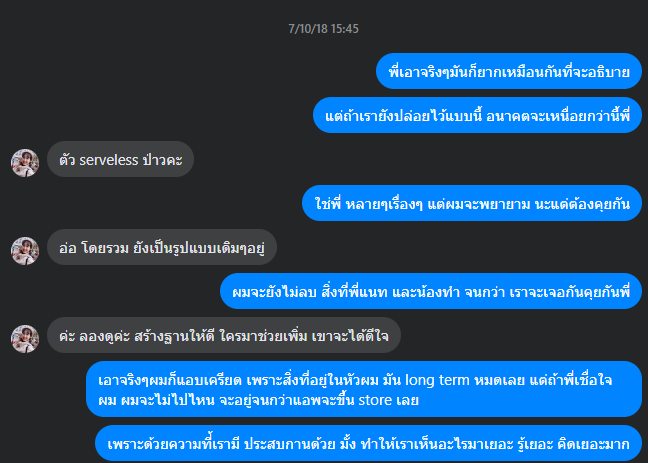 7/10/18 15:45
พี่เอาจริงๆมันก็ยากเหมือนกันที่จะอธิบาย
แต่ถ้าเรายังปล่อยไว้แบบนี้ อนาคตจะเหนื่อยกว่านี้พี่
ตัว serveless ป่าวคะ
ใช่พี่ หลายๆเรื่องๆ แต่ผมจะพยายาม นะแต่ต้องคุยกัน
อ่อ โดยรวม ยังเป็นรูปแบบเดิมๆอยู่
ผมจะยังไม่ลบ สิ่งที่พี่แนท และน้องทำ จนกว่า เราจะเจอกันคุยกันพี่
ค่ะ ลองดูค่ะ สร้างฐานให้ดี ใครมาช่วยเพิ่ม เขาจะได้ดีใจ
เอาจริงๆผมก็แอบเครียด เพราะสิ่งที่อยู่ในหัวผม มัน long term หมดเลย แต่ถ้าพี่เชื่อใจ
ผม ผมจะไม่ไปไหน จะอยู่จนกว่าแอพจะขึ้น store เลย
เพราะด้วยความที่เรามี ประสบกานด้วย มั้ง ทำให้เราเห็นอะไรมาเยอะ รู้เยอะ คิดเยอะมาก